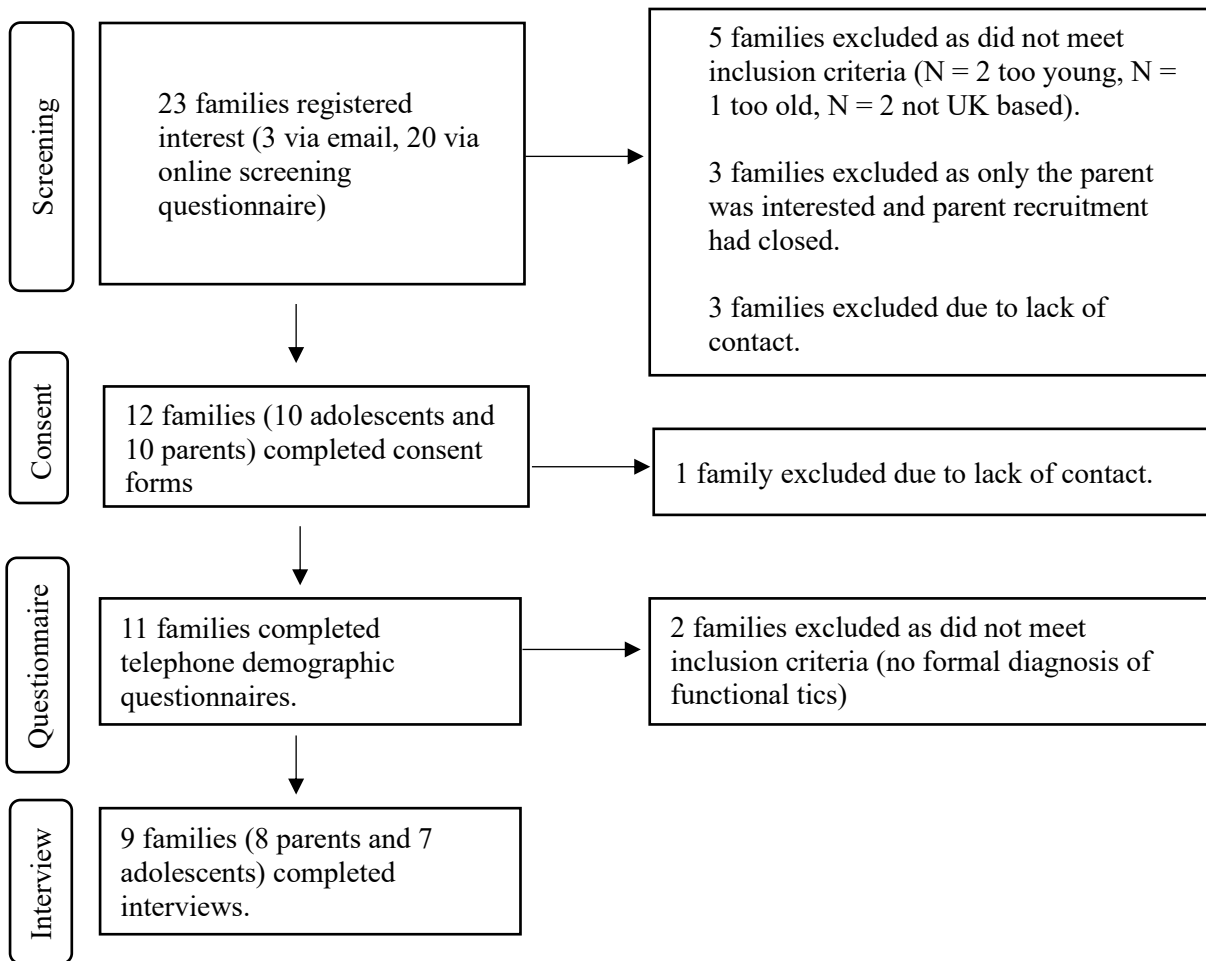 Screening
23 families registered
interest (3 via email, 20 via
online screening
questionnaire)
5 families excluded as did not meet
inclusion criteria (N = 2 too young, N =
1 too old, N = 2 not UK based).
3 families excluded as only the parent
was interested and parent recruitment
had closed.
3 families excluded due to lack of
contact.
Consent
12 families (10 adolescents and
10 parents) completed consent
forms
1 family excluded due to lack of contact.
Questionnaire
11 families completed
telephone demographic
questionnaires.
2 families excluded as did not meet
inclusion criteria (no formal diagnosis of
functional tics)
Interview
9 families (8 parents and 7
adolescents) completed
interviews.